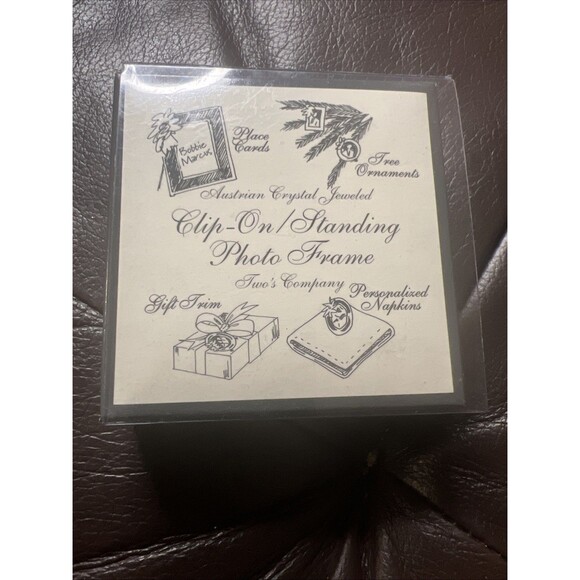 Bobbie
Marcus
Place
Cards
Tree
Ornaments
Austrian Crystal Jeweled
Clip-On/Standing
Photo Frame
Two's Company
Gift Trim
Personalized
Napkins